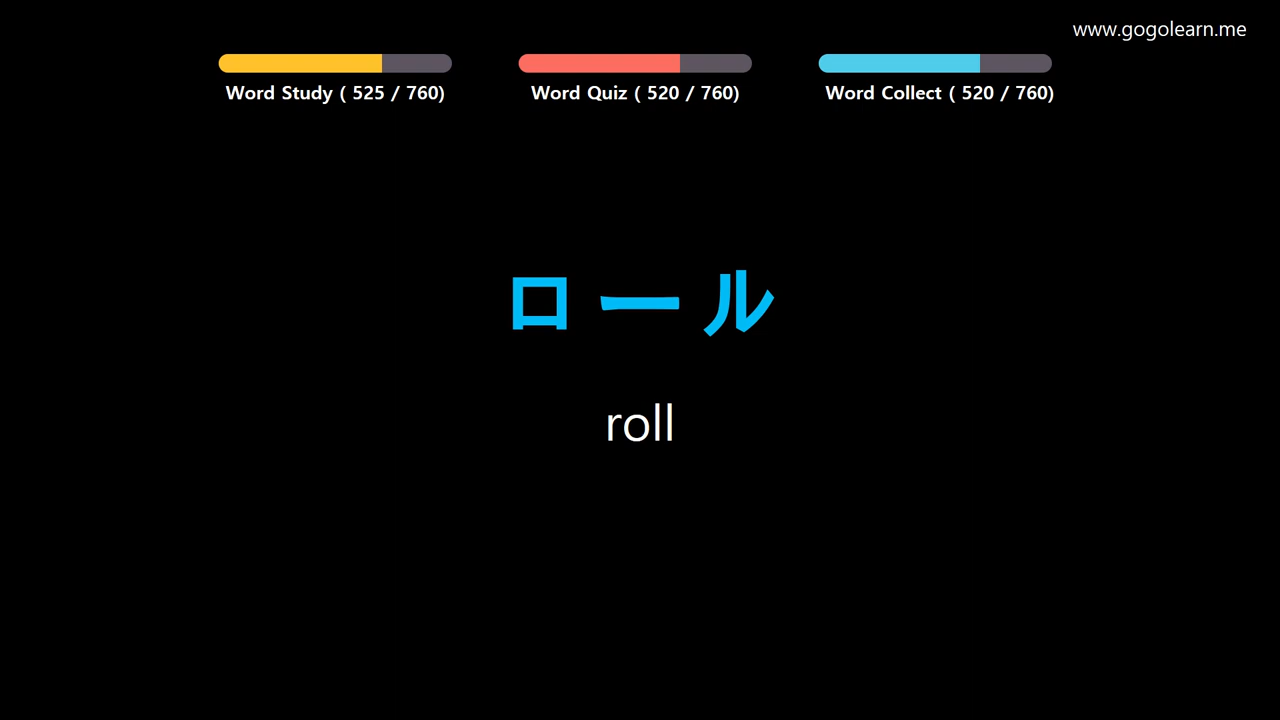 www.gogolearn.me
Word Study ( 525 / 760)
Word Quiz ( 520 / 760)
Word Collect ( 520 / 760)
ロール
roll